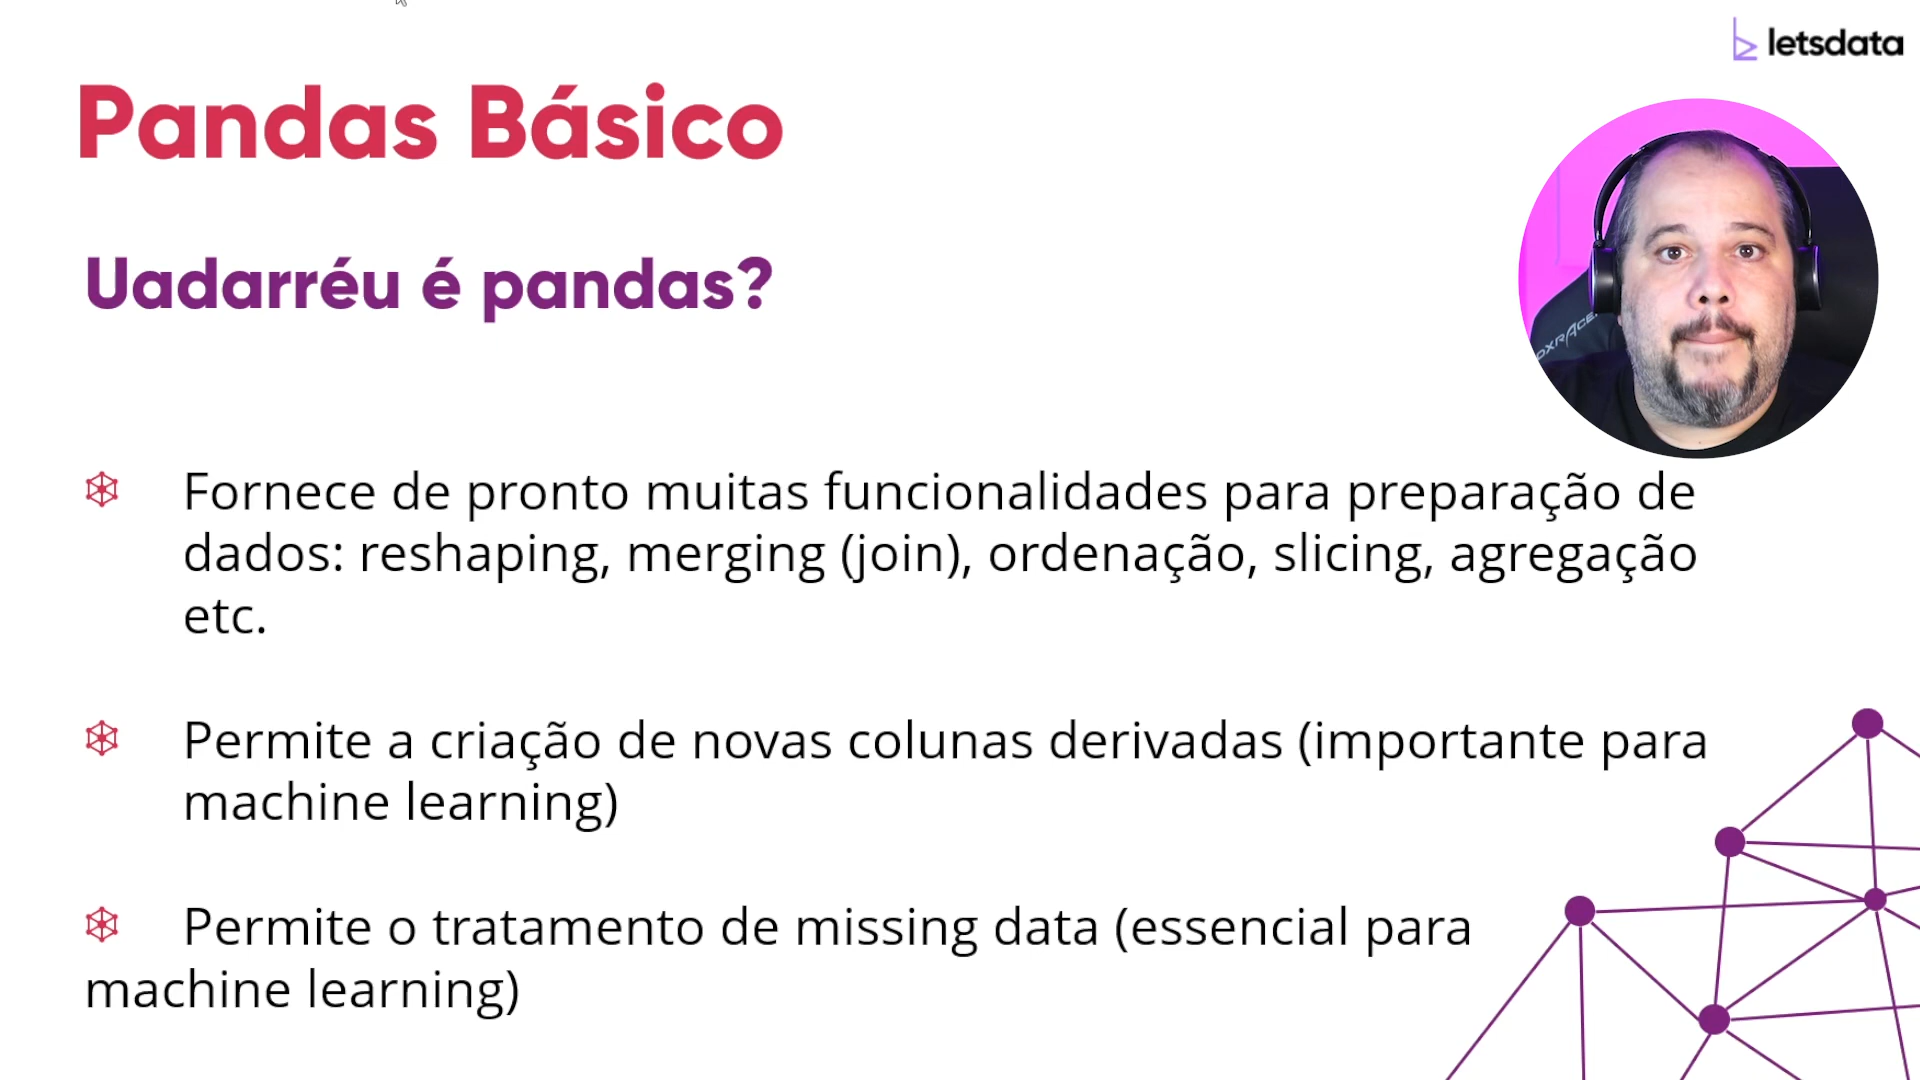 letsdata
Pandas Básico
Uadarréu é pandas?
DXRACE
Fornece de pronto muitas funcionalidades para preparação de
dados: reshaping, merging (join), ordenação, slicing, agregação
etc.
Permite a criação de novas colunas derivadas (importante para
machine learning)
Permite o tratamento de missing data (essencial para
machine learning)